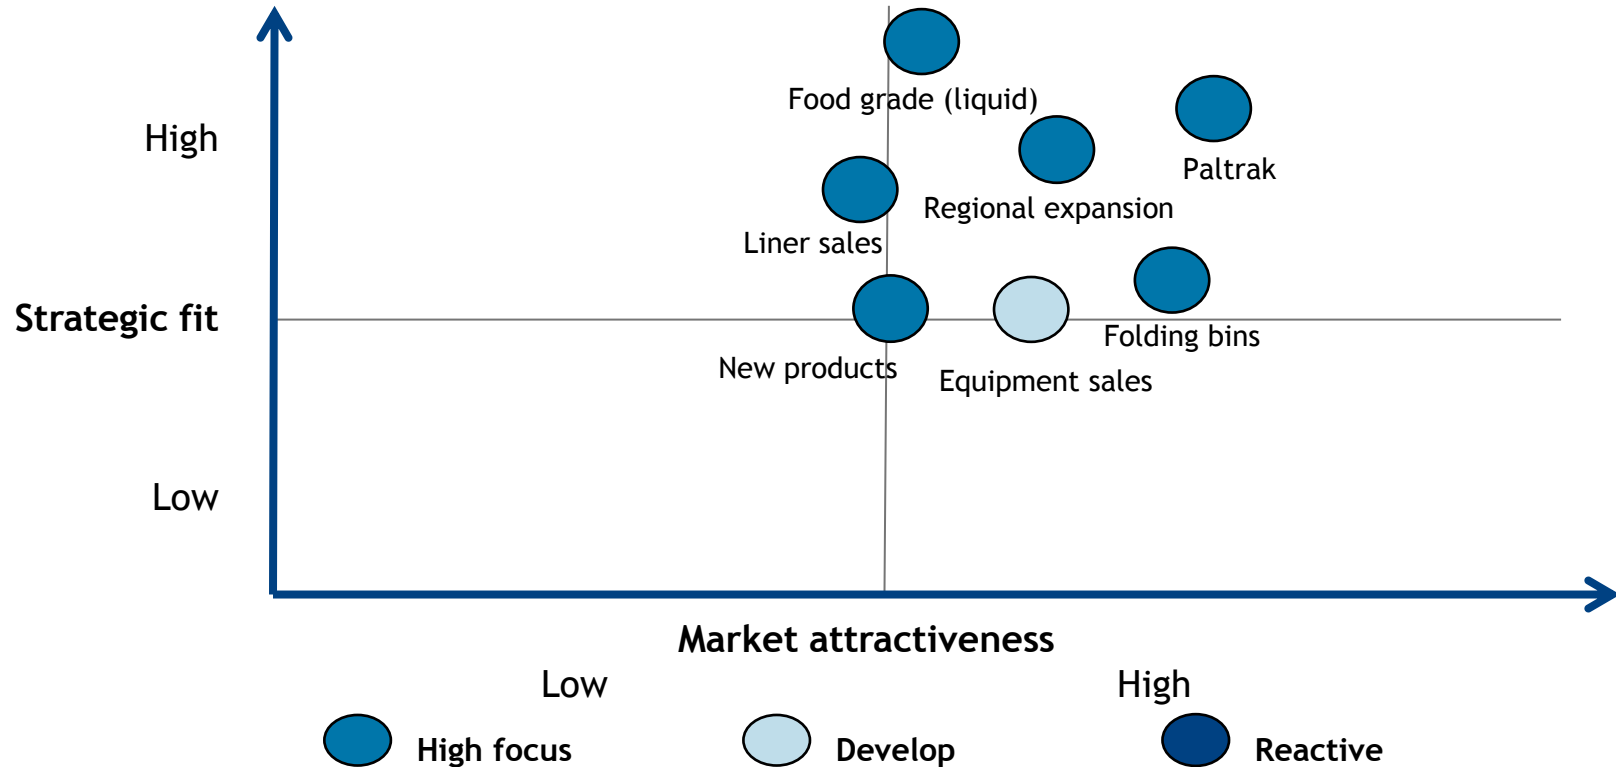 Food grade (liquid)
High
Paltrak
Regional expansion
Liner sales
Strategic fit
Folding bins
New products
Equipment sales
Low
Market attractiveness
Low
High
High focus
Develop
Reactive